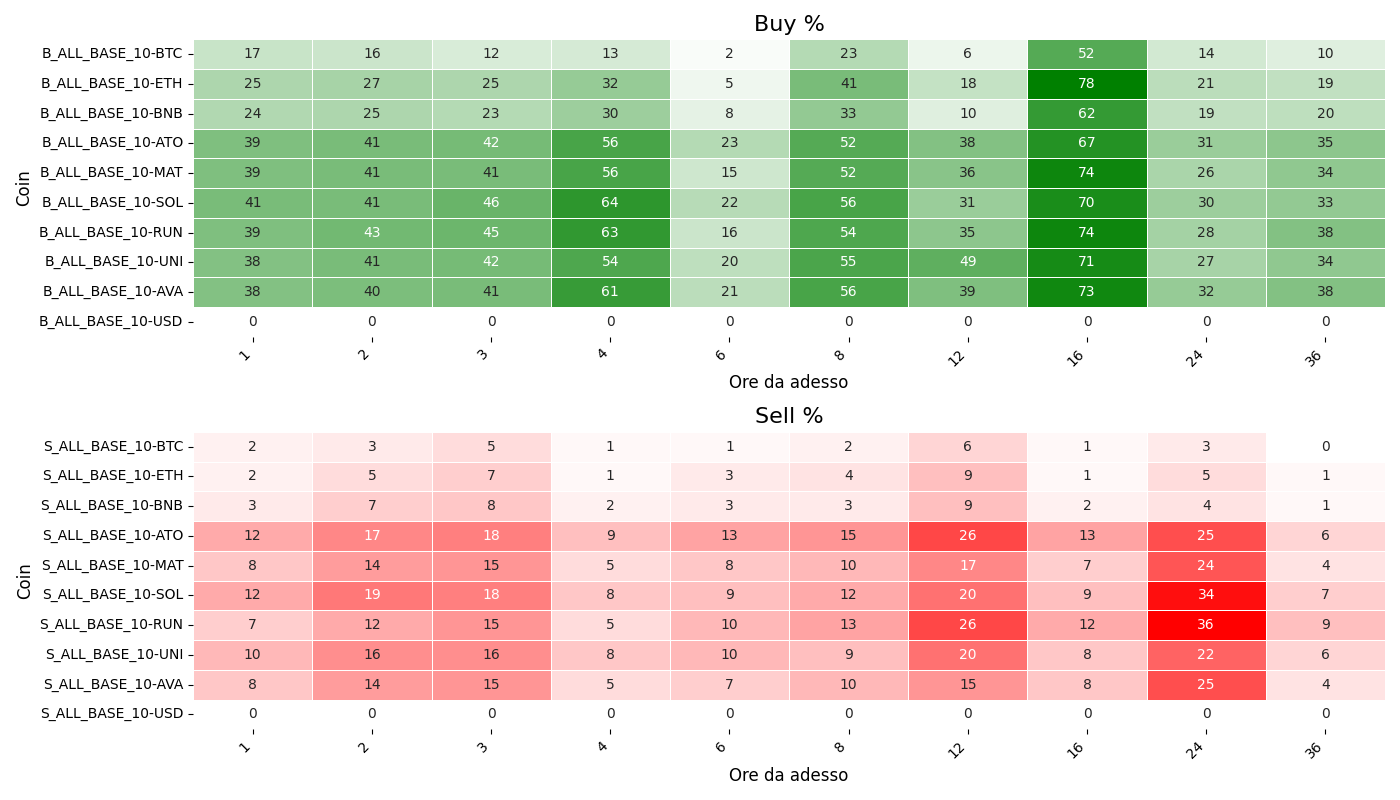 Buy %
Coin
B_ALL_BASE_10-BTC 17 16 12 13 2 23 6 52 14 10
B_ALL_BASE_10-ETH 25 27 25 32 5 41 18 78 21 19
B_ALL_BASE_10-BNB 24 25 23 30 8 33 10 62 19 20
B_ALL_BASE_10-ATO 39 41 42 56 23 52 38 67 31 35
B_ALL_BASE_10-MAT 39 41 41 56 15 52 36 74 26 34
B_ALL_BASE_10-SOL 41 41 46 64 22 56 31 70 30 33
B_ALL_BASE_10-RUN 39 43 45 63 16 54 35 74 28 38
B_ALL_BASE_10-UNI 38 41 42 54 20 55 49 71 27 34
B_ALL_BASE_10-AVA 38 40 41 61 21 56 39 73 32 38
B_ALL_BASE_10-USD 0 0 0 0 0 0 0 0 0 0
1 2 3 4 6 8 12 16 24 36
Ore da adesso
Sell %
Coin
S_ALL_BASE_10-BTC 2 3 5 1 1 2 6 1 3 0
S_ALL_BASE_10-ETH 2 5 7 1 3 4 9 1 5 1
S_ALL_BASE_10-BNB 3 7 8 2 3 3 9 2 4 1
S_ALL_BASE_10-ATO 12 17 18 9 13 15 26 13 25 6
S_ALL_BASE_10-MAT 8 14 15 5 8 10 17 7 24 4
S_ALL_BASE_10-SOL 12 19 18 8 9 12 20 9 34 7
S_ALL_BASE_10-RUN 7 12 15 5 10 13 26 12 36 9
S_ALL_BASE_10-UNI 10 16 16 8 10 9 20 8 22 6
S_ALL_BASE_10-AVA 8 14 15 5 7 10 15 8 25 4
S_ALL_BASE_10-USD 0 0 0 0 0 0 0 0 0 0
1 2 3 4 6 8 12 16 24 36
Ore da adesso